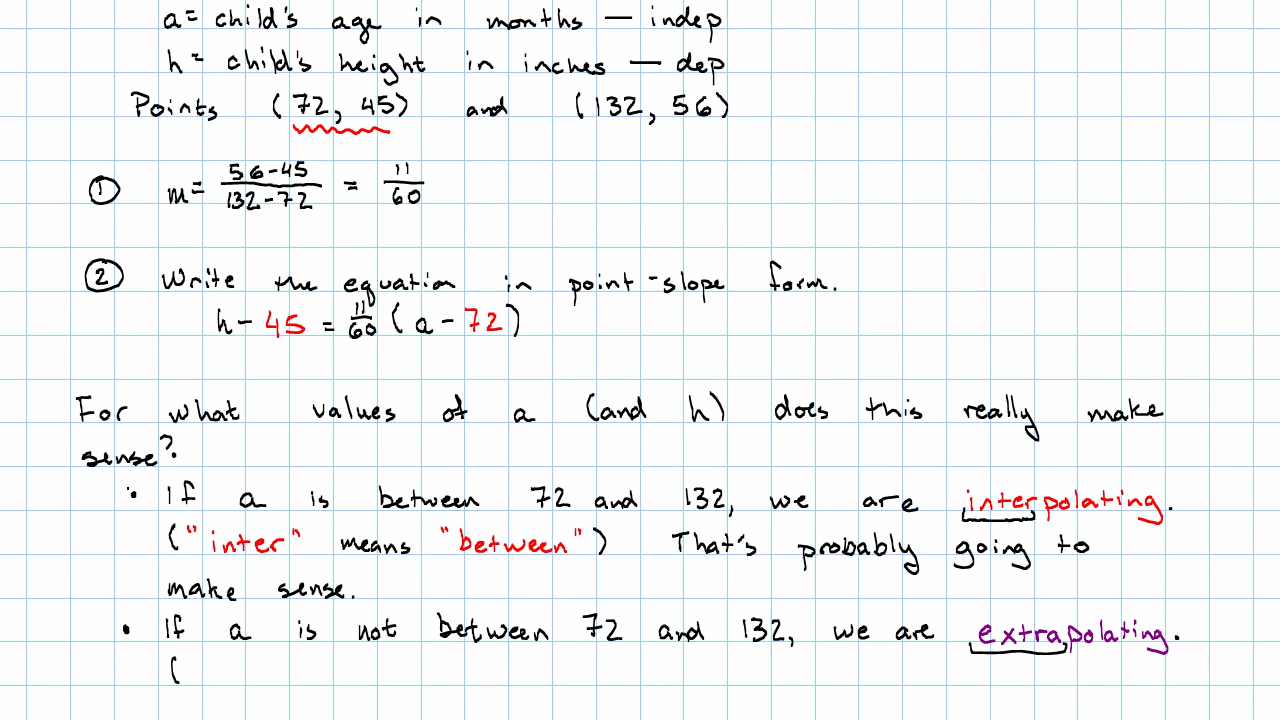 a = child's age in months — indep
h = child's height in inches — dep
Points (72, 45) and (132, 56)
① m = 56-45/132-72 = 11/60
② Write the equation in point-slope form.
h - 45 = 11/60 (a - 72)
For what values of a (and h) does this really make
sense?
• If a is between 72 and 132, we are interpolating.
("inter" means "between") That's probably going to
make sense.
• If a is not between 72 and 132, we are extrapolating.
(